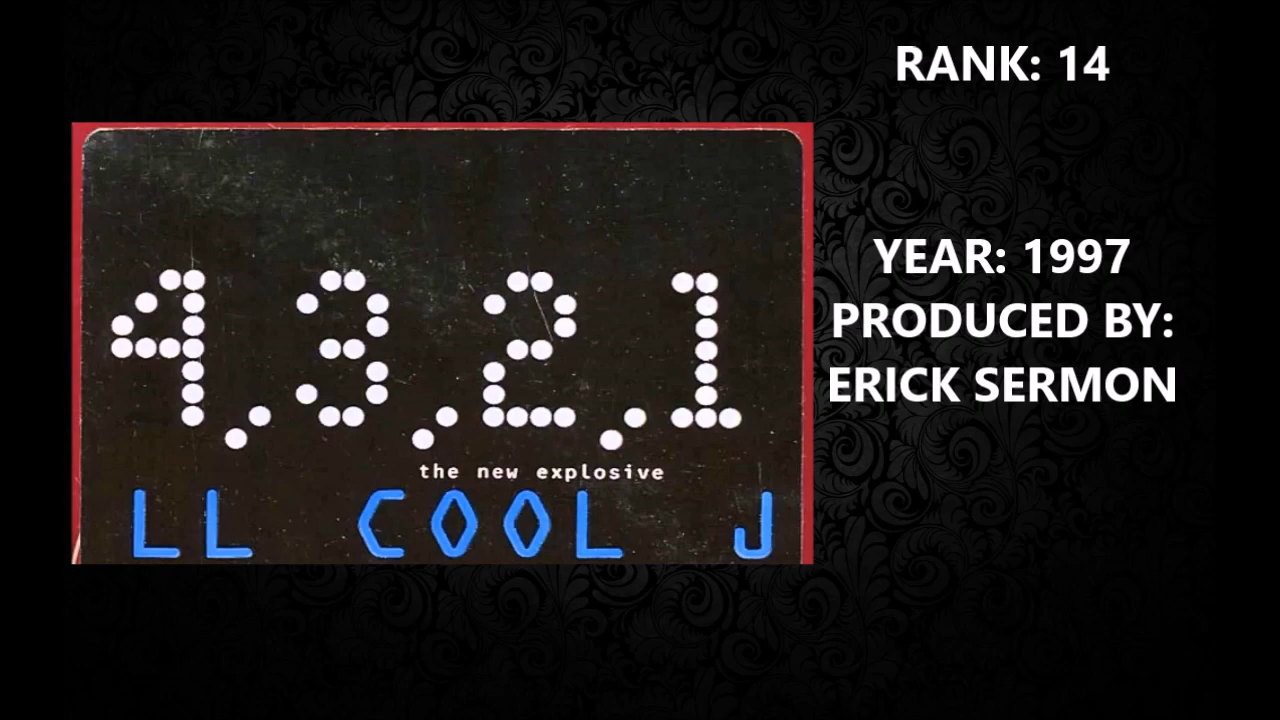 RANK: 14
4,3,2,1
the new explosive
LL COOL J
YEAR: 1997
PRODUCED BY:
ERICK SERMON